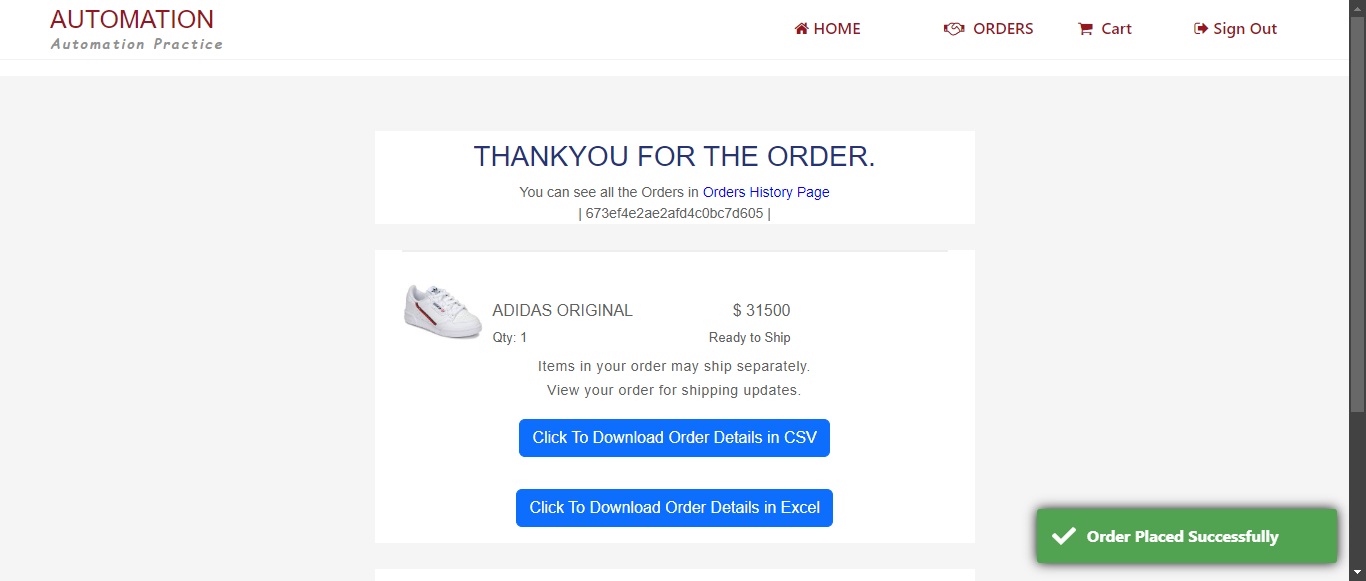 AUTOMATION
Automation Practice
HOME
ORDERS
Cart
Sign Out
THANKYOU FOR THE ORDER.
You can see all the Orders in Orders History Page
| 673ef4e2ae2afd4c0bc7d605 |
ADIDAS ORIGINAL
$ 31500
Qty: 1
Ready to Ship
Items in your order may ship separately.
View your order for shipping updates.
Click To Download Order Details in CSV
Click To Download Order Details in Excel
Order Placed Successfully